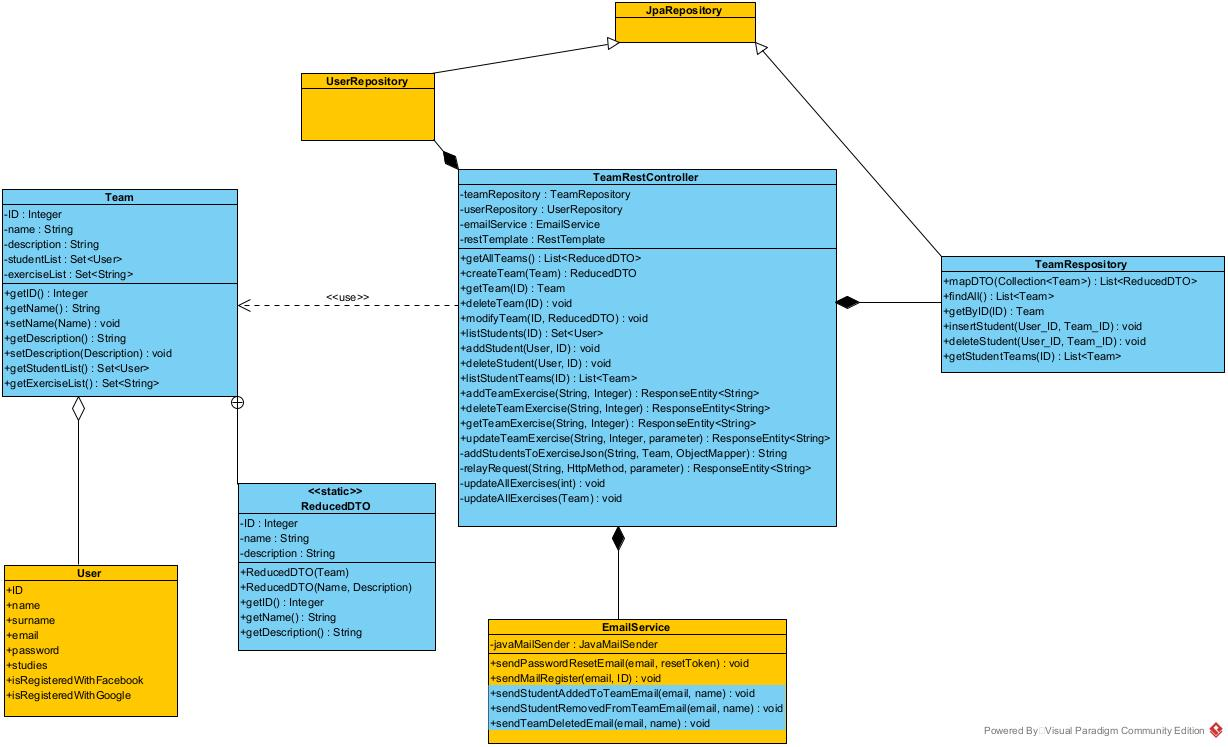 JpaRepository
UserRepository
TeamRestController
-teamRepository : TeamRepository
-userRepository : UserRepository
-emailService : EmailService
-restTemplate : RestTemplate
+getAllTeams() : List<ReducedDTO>
+createTeam(Team) : ReducedDTO
+getTeam(ID) : Team
+deleteTeam(ID) : void
+modifyTeam(ID, ReducedDTO) : void
+listStudents(ID) : Set<User>
+addStudent(User, ID) : void
+deleteStudent(User, ID) : void
+listStudentTeams(ID) : List<Team>
+addTeamExercise(String, Integer) : ResponseEntity<String>
+deleteTeamExercise(String, Integer) : ResponseEntity<String>
+getTeamExercise(String, Integer) : ResponseEntity<String>
+updateTeamExercise(String, Integer, parameter) : ResponseEntity<String>
-addStudentsToExerciseJson(String, Team, ObjectMapper) : String
-relayRequest(String, HttpMethod, parameter) : ResponseEntity<String>
-updateAllExercises(int) : void
-updateAllExercises(Team) : void
Team
-ID : Integer
-name : String
-description : String
-studentList : Set<User>
-exerciseList : Set<String>
+getID() : Integer
+getName() : String
+setName(Name) : void
+getDescription() : String
+setDescription(Description) : void
+getStudentList() : Set<User>
+getExerciseList() : Set<String>
<<use>>
TeamRespository
+mapDTO(Collection<Team>) : List<ReducedDTO>
+findAll() : List<Team>
+getByID(ID) : Team
+insertStudent(User_ID, Team_ID) : void
+deleteStudent(User_ID, Team_ID) : void
+getStudentTeams(ID) : List<Team>
<<static>>
ReducedDTO
-ID : Integer
-name : String
-description : String
+ReducedDTO(Team)
+ReducedDTO(Name, Description)
+getID() : Integer
+getName() : String
+getDescription() : String
User
+ID
+name
+surname
+email
+password
+studies
+isRegisteredWithFacebook
+isRegisteredWithGoogle
EmailService
-javaMailSender : JavaMailSender
+sendPasswordResetEmail(email, resetToken) : void
+sendMailRegister(email, ID) : void
+sendStudentAddedToTeamEmail(email, name) : void
+sendStudentRemovedFromTeamEmail(email, name) : void
+sendTeamDeletedEmail(email, name) : void
Powered By Visual Paradigm Community Edition